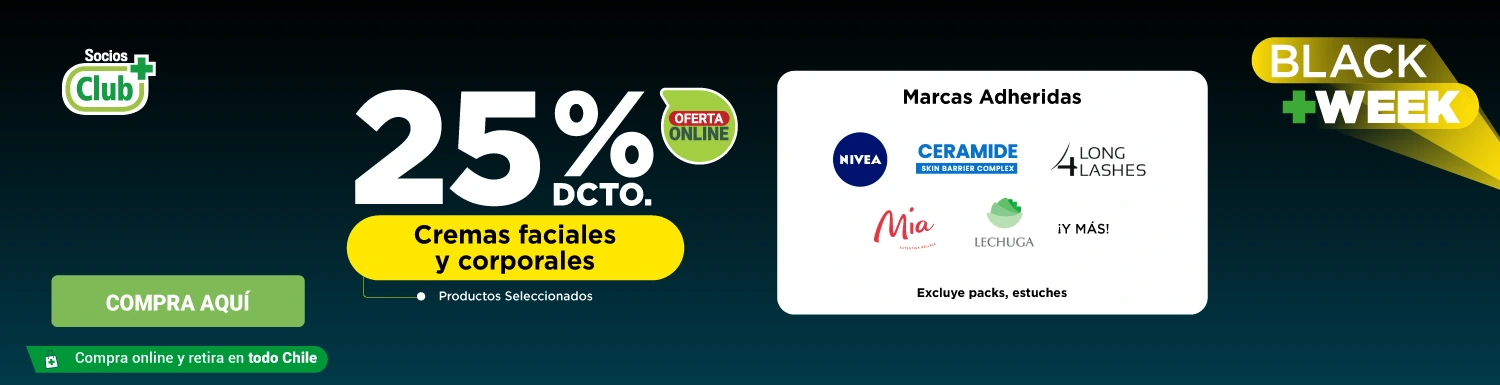 Socios
Club
25%
DCTO.
OFERTA
ONLINE
Cremas faciales
y corporales
Productos Seleccionados
COMPRA AQUÍ
Compra online y retira en todo Chile
Marcas Adheridas
NIVEA
CERAMIDE
SKIN BARRIER COMPLEX
4 LONG
LASHES
Mia
LECHUGA
¡Y MÁS!
Excluye packs, estuches
BLACK
+WEEK